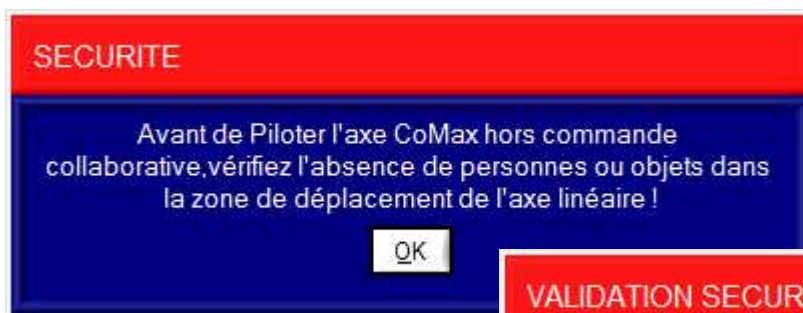 SECURITE
Avant de Piloter l'axe CoMax hors commande
collaborative,vérifiez l'absence de personnes ou objets dans
la zone de déplacement de l'axe linéaire !
OK
VALIDATION SECUR